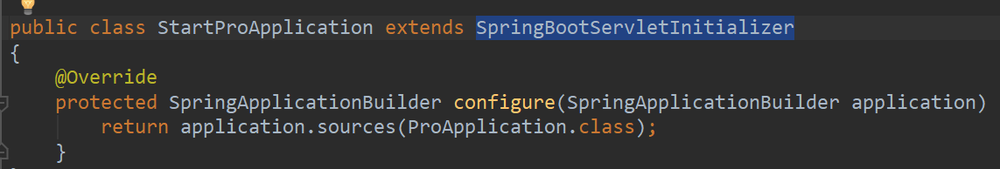 public class StartProApplication extends SpringBootServletInitializer
{
@Override
protected SpringApplicationBuilder configure(SpringApplicationBuilder application)
return application.sources(ProApplication.class);
}